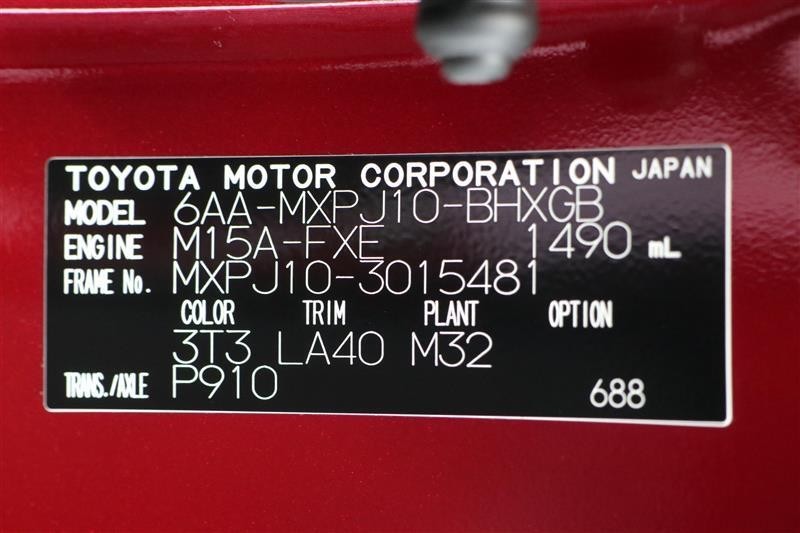 TOYOTA MOTOR CORPORATION JAPAN
MODEL 6AA-MXPJ10-BHXGB
ENGINE M15A-FXE 1490 mL
FRAME No. MXPJ10-3015481
COLOR TRIM PLANT OPTION
3T3 LA40 M32
TRANS./AXLE P910 688